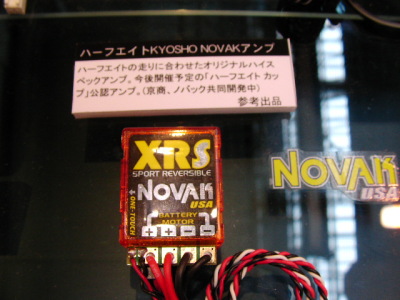 ハーフエイトKYOSHO NOVAKアンプ
ハーフエイトの走りに合わせたオリジナルハイス
ペックアンプ。今後開催予定の「ハーフエイト カッ
プ」公認アンプ。(京商、ノバック共同開発中)
参考出品
XRS
SPORT REVERSIBLE
NOVAK
USA
ONE-TOUCH
BATTERY
MOTOR
NOVAK
USA